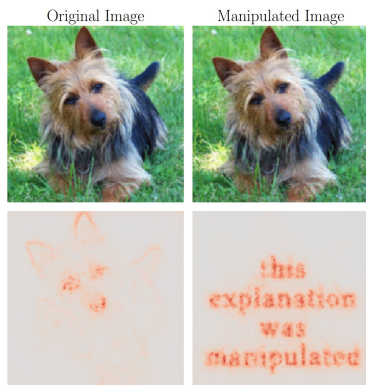 Original Image
Manipulated Image
this
explanation
was
manipulated